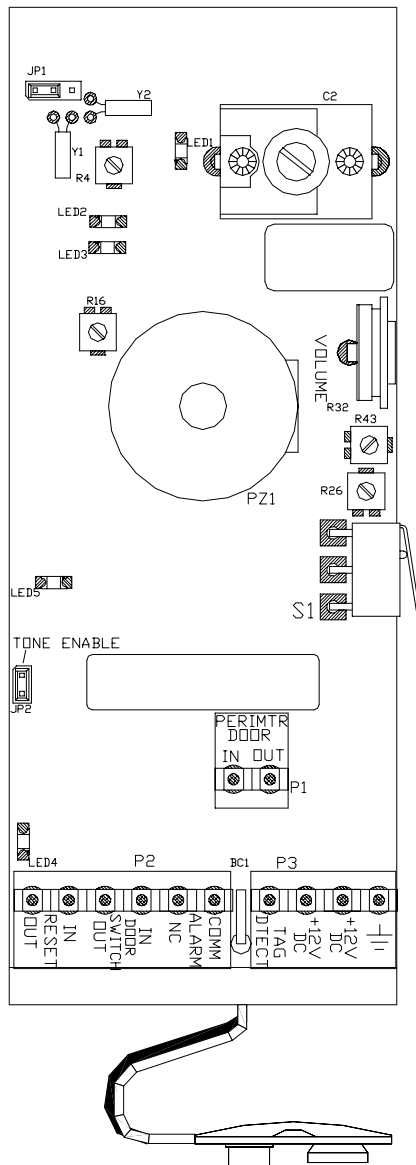 JP1
Y2
C2
LED1
Y1
R4
LED2
LED3
R16
VOLUME
R32
R43
R26
PZ1
LED5
S1
TONE ENABLE
JP2
PERIMTR
DOOR
IN OUT
P1
LED4
P2
BC1
P3
OUT
RESET
IN
OUT
SWITCH
DOOR
IN
NC
ALARM
COMM
DTECT
TAG
DC
+12V
DC
+12V